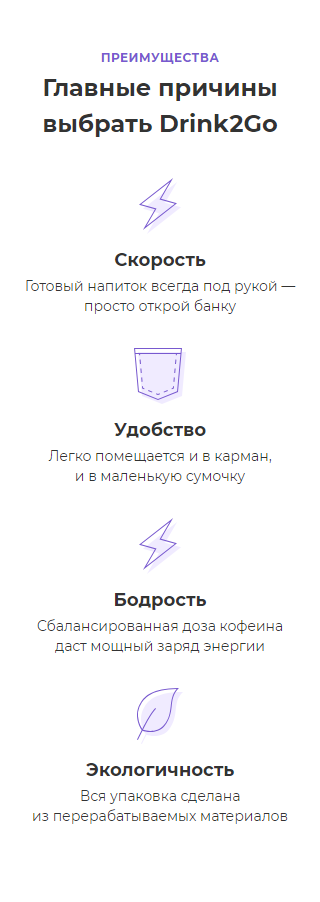 ПРЕИМУЩЕСТВА
Главные причины
выбрать Drink2Go
Скорость
Готовый напиток всегда под рукой —
просто открой банку
Удобство
Легко помещается и в карман,
и в маленькую сумочку
Бодрость
Сбалансированная доза кофеина
даст мощный заряд энергии
Экологичность
Вся упаковка сделана
из перерабатываемых материалов